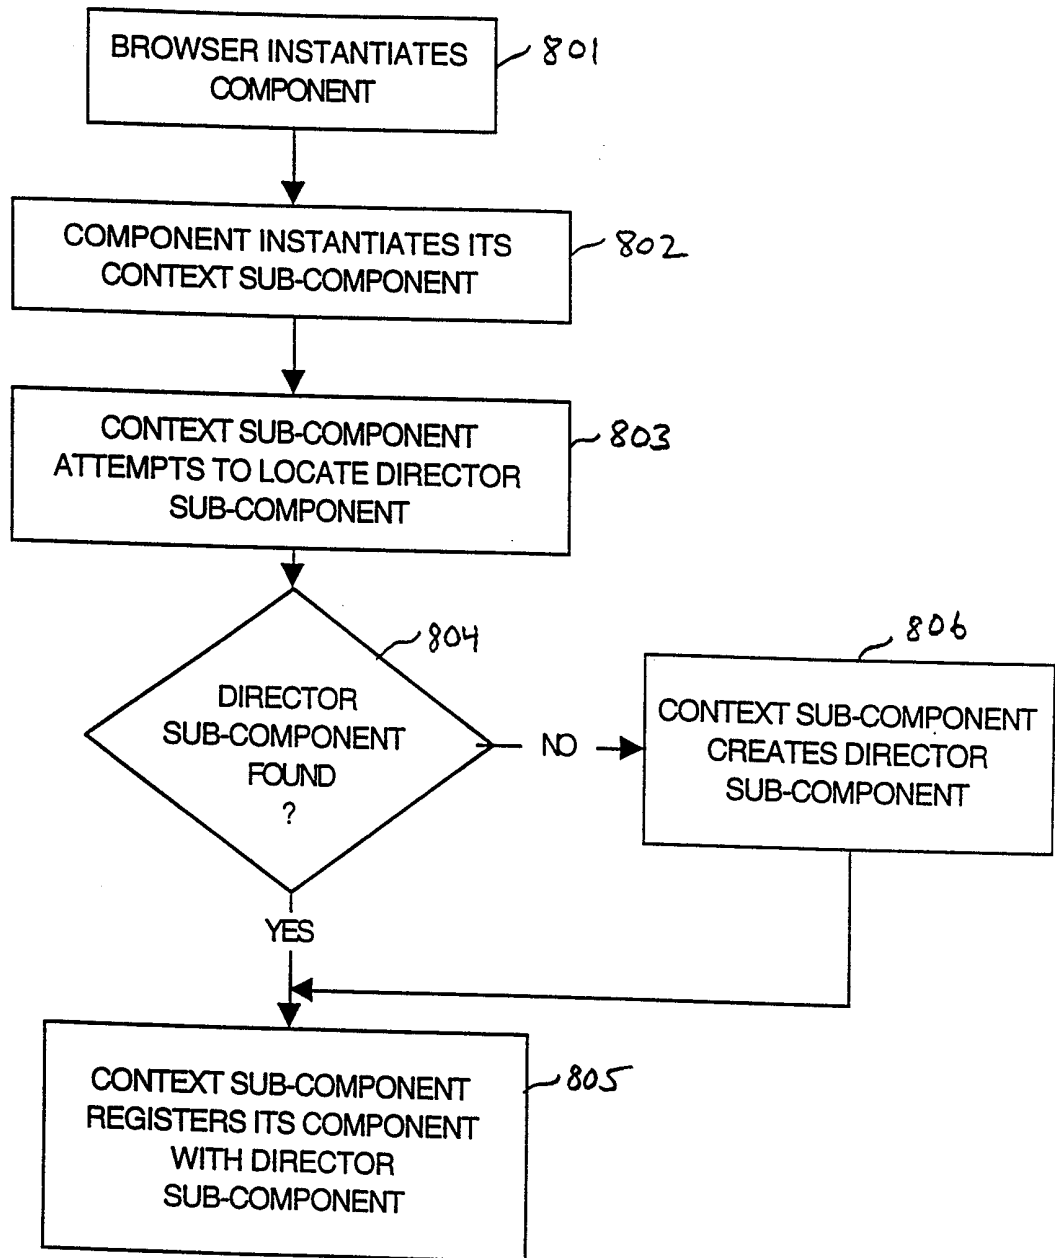 BROWSER INSTANTIATES
COMPONENT
801
COMPONENT INSTANTIATES ITS
CONTEXT SUB-COMPONENT
802
CONTEXT SUB-COMPONENT
ATTEMPTS TO LOCATE DIRECTOR
SUB-COMPONENT
803
DIRECTOR
SUB-COMPONENT
FOUND
?
804
NO
CONTEXT SUB-COMPONENT
CREATES DIRECTOR
SUB-COMPONENT
806
YES
CONTEXT SUB-COMPONENT
REGISTERS ITS COMPONENT
WITH DIRECTOR
SUB-COMPONENT
805